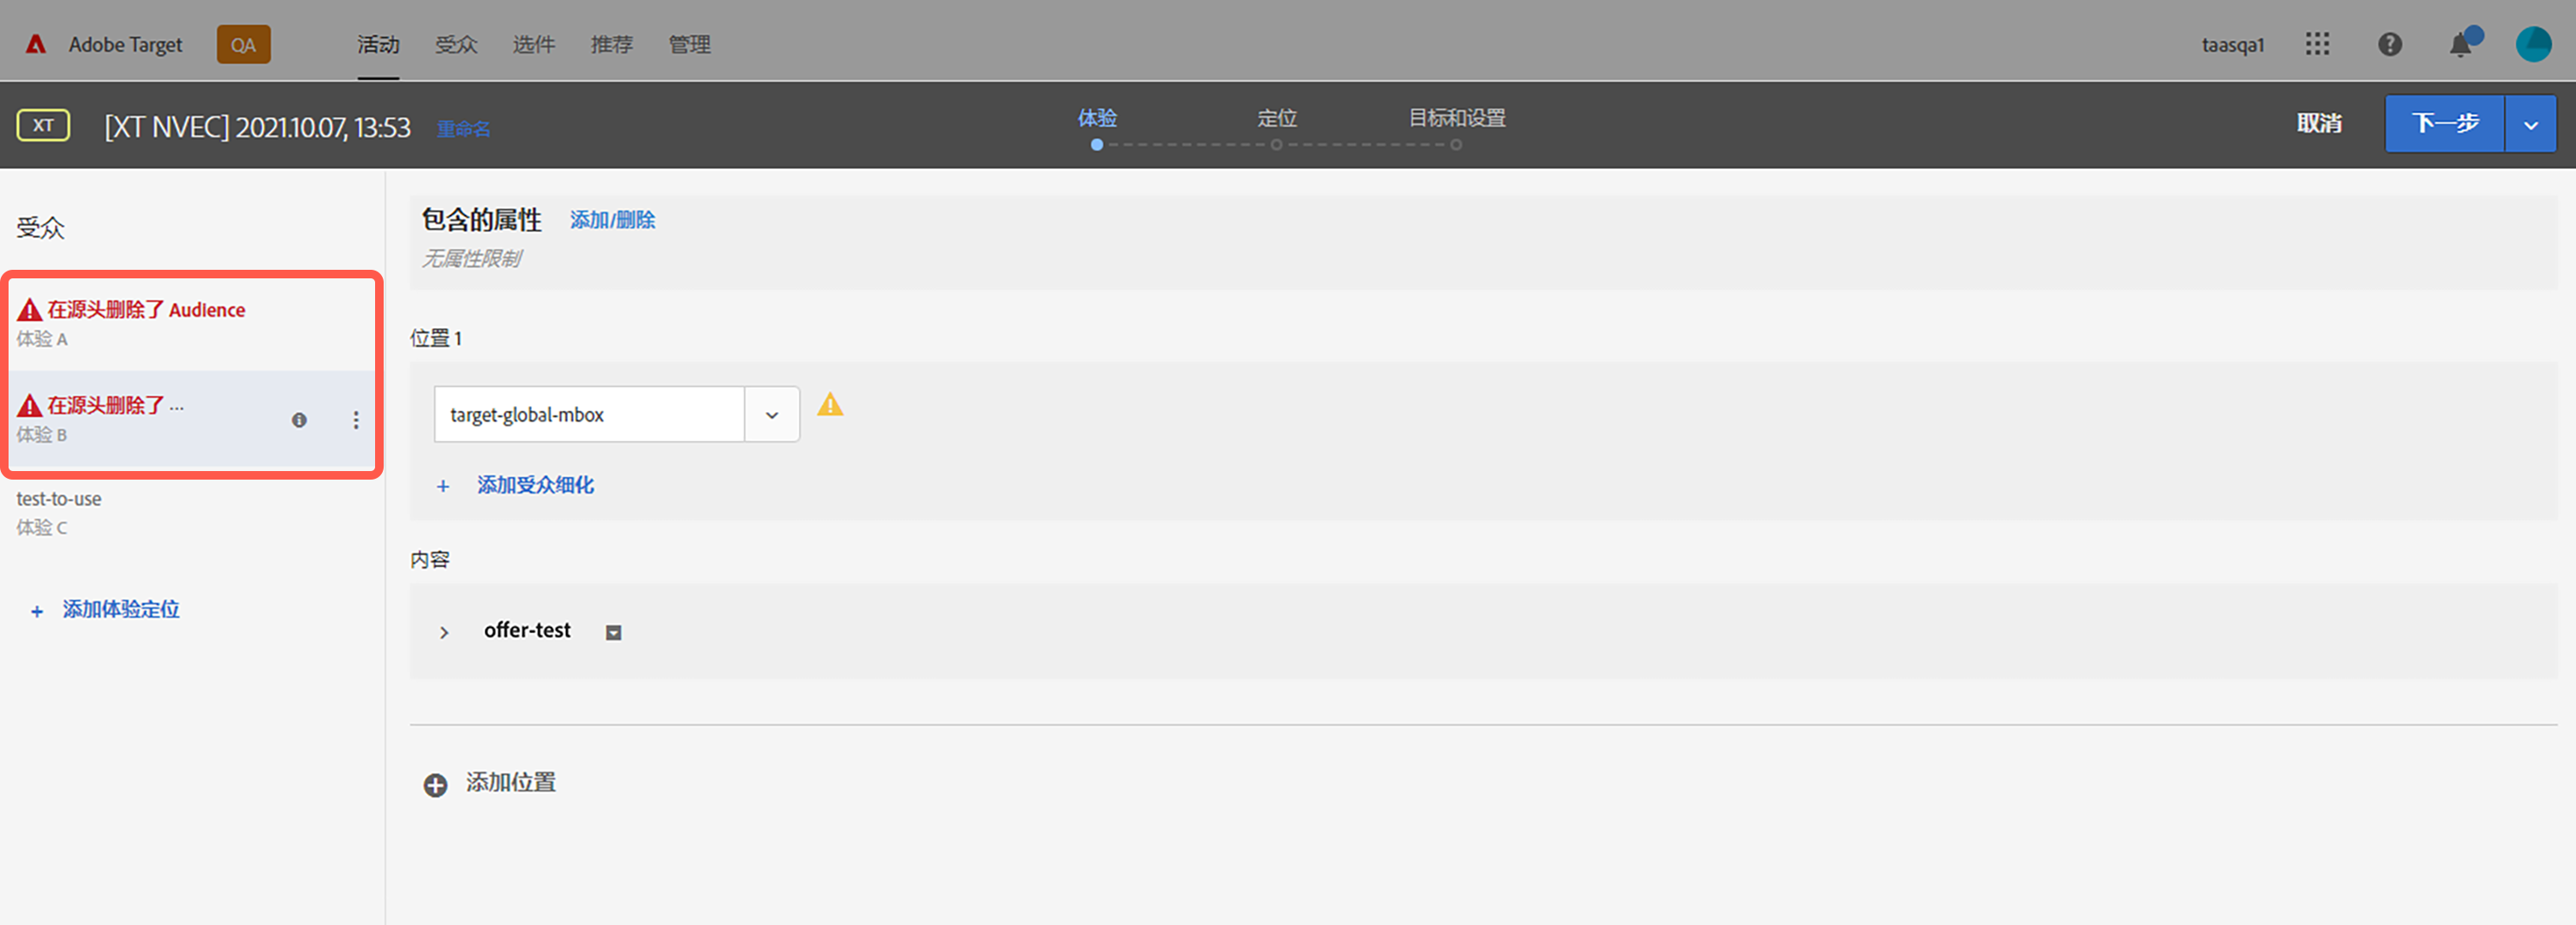 Adobe Target QA 活动 受众 选件 推荐 管理 taasqa1
XT [XT NVEC] 2021.10.07, 13:53 重命名 体验 定位 目标和设置 取消 下一步
受众
在源头删除了 Audience
体验 A
在源头删除了 ...
体验 B
test-to-use
体验 C
+ 添加体验定位
包含的属性 添加/删除
无属性限制
位置 1
target-global-mbox
+ 添加受众细化
内容
offer-test
添加位置